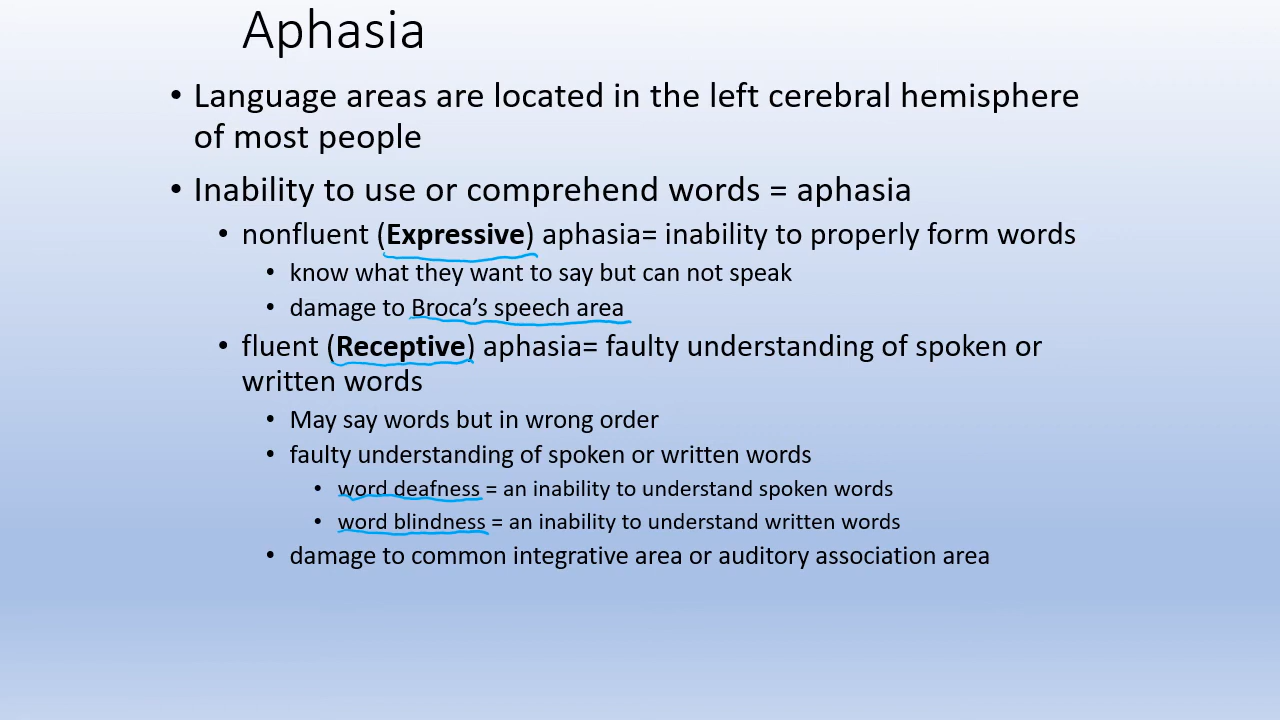 Aphasia
• Language areas are located in the left cerebral hemisphere
of most people
• Inability to use or comprehend words = aphasia
• nonfluent (Expressive) aphasia= inability to properly form words
• know what they want to say but can not speak
• damage to Broca’s speech area
• fluent (Receptive) aphasia= faulty understanding of spoken or
written words
• May say words but in wrong order
• faulty understanding of spoken or written words
• word deafness = an inability to understand spoken words
• word blindness = an inability to understand written words
• damage to common integrative area or auditory association area